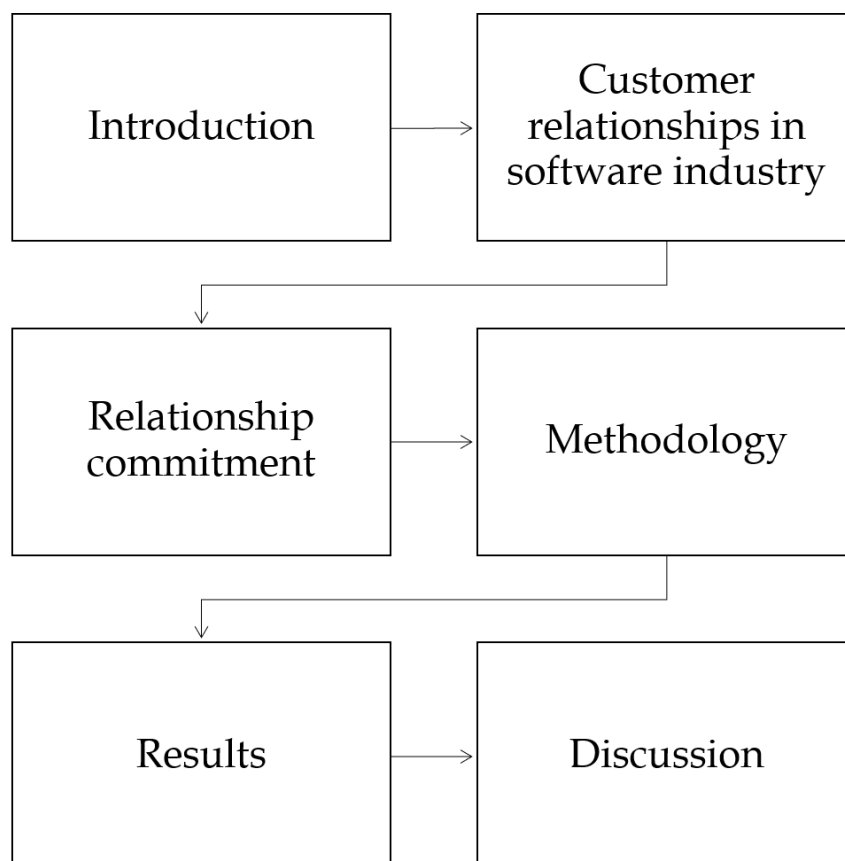 Introduction
Customer
relationships in
software industry
Relationship
commitment
Methodology
Results
Discussion